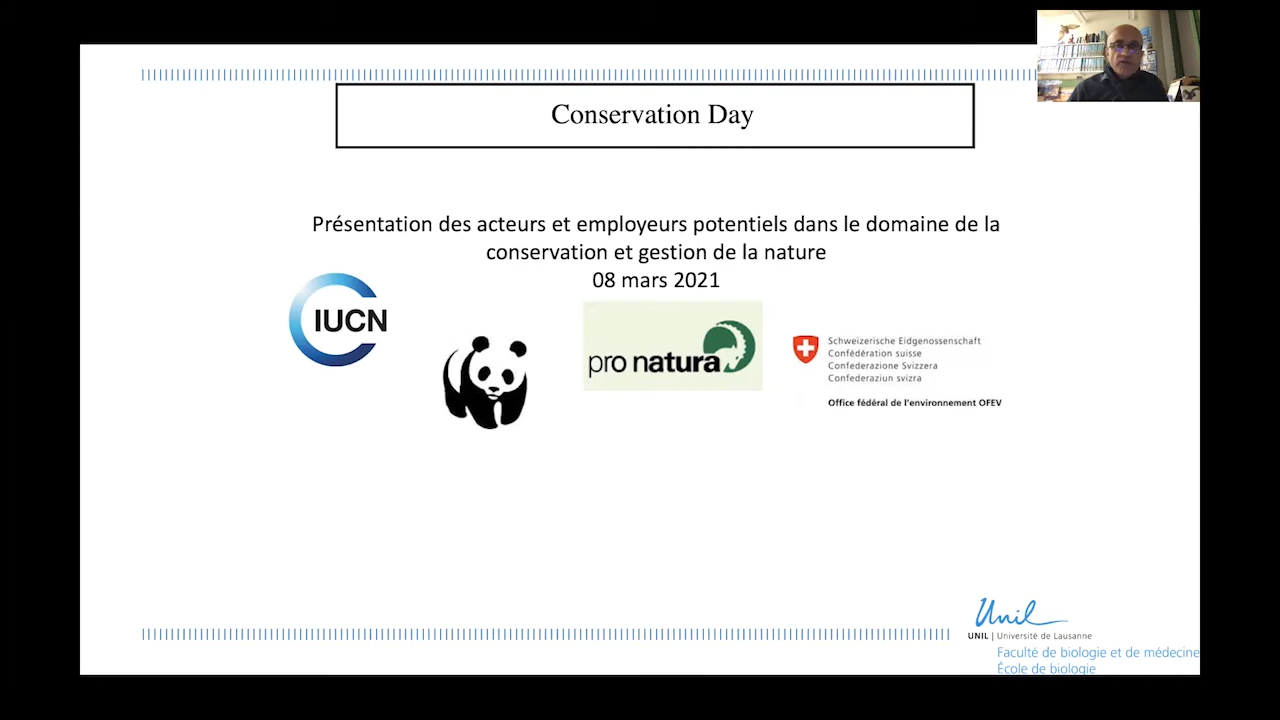 Conservation Day
Présentation des acteurs et employeurs potentiels dans le domaine de la
conservation et gestion de la nature
08 mars 2021
IUCN
pro natura
Schweizerische Eidgenossenschaft
Confédération suisse
Confederazione Svizzera
Confederaziun svizra
Office fédéral de l'environnement OFEV
Unil
UNIL | Université de Lausanne
Faculté de biologie et de médecine
École de biologie